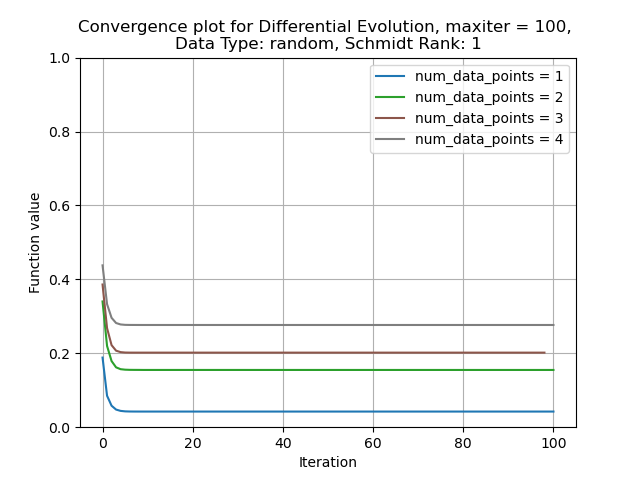 Convergence plot for Differential Evolution, maxiter = 100,
Data Type: random, Schmidt Rank: 1
num_data_points = 1
num_data_points = 2
num_data_points = 3
num_data_points = 4
Function value
1.0
0.8
0.6
0.4
0.2
0.0
0 20 40 60 80 100
Iteration